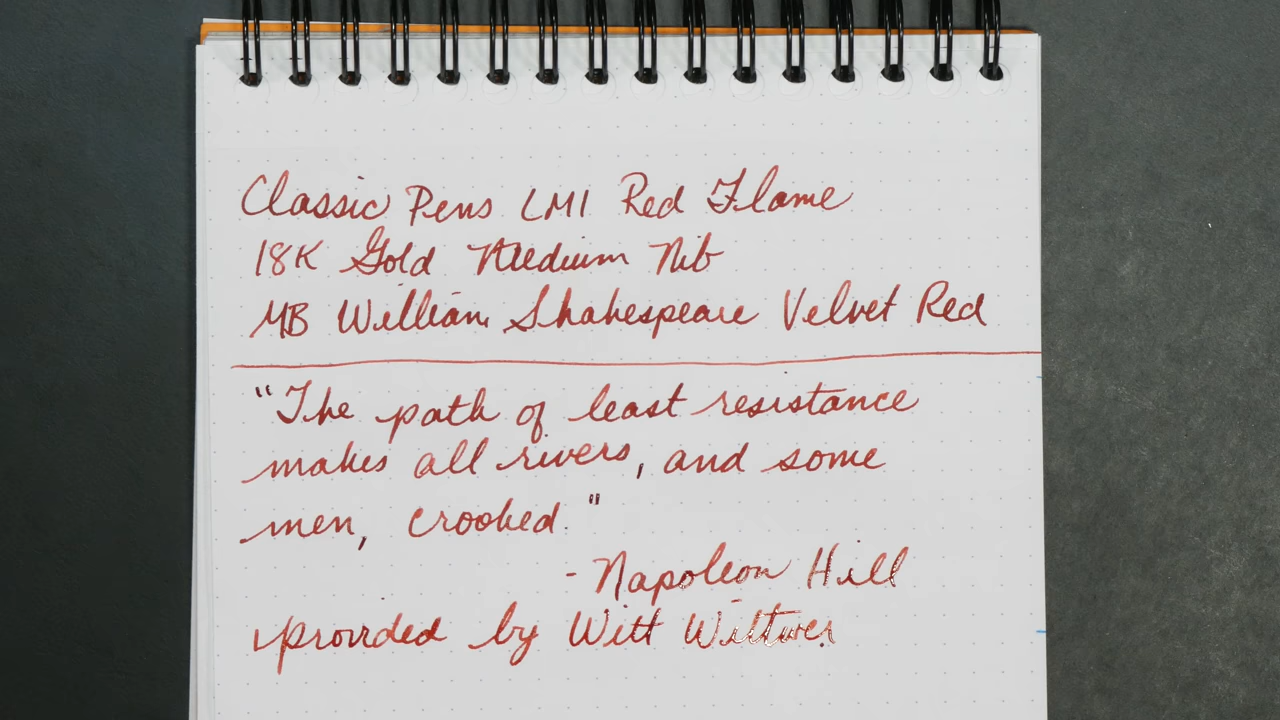 Classic Pens LM1 Red Flame
18K Gold Medium Nib
MB William Shakespeare Velvet Red
"The path of least resistance
makes all rivers, and some
men, crooked."
- Napoleon Hill
provided by Witt Wittwer